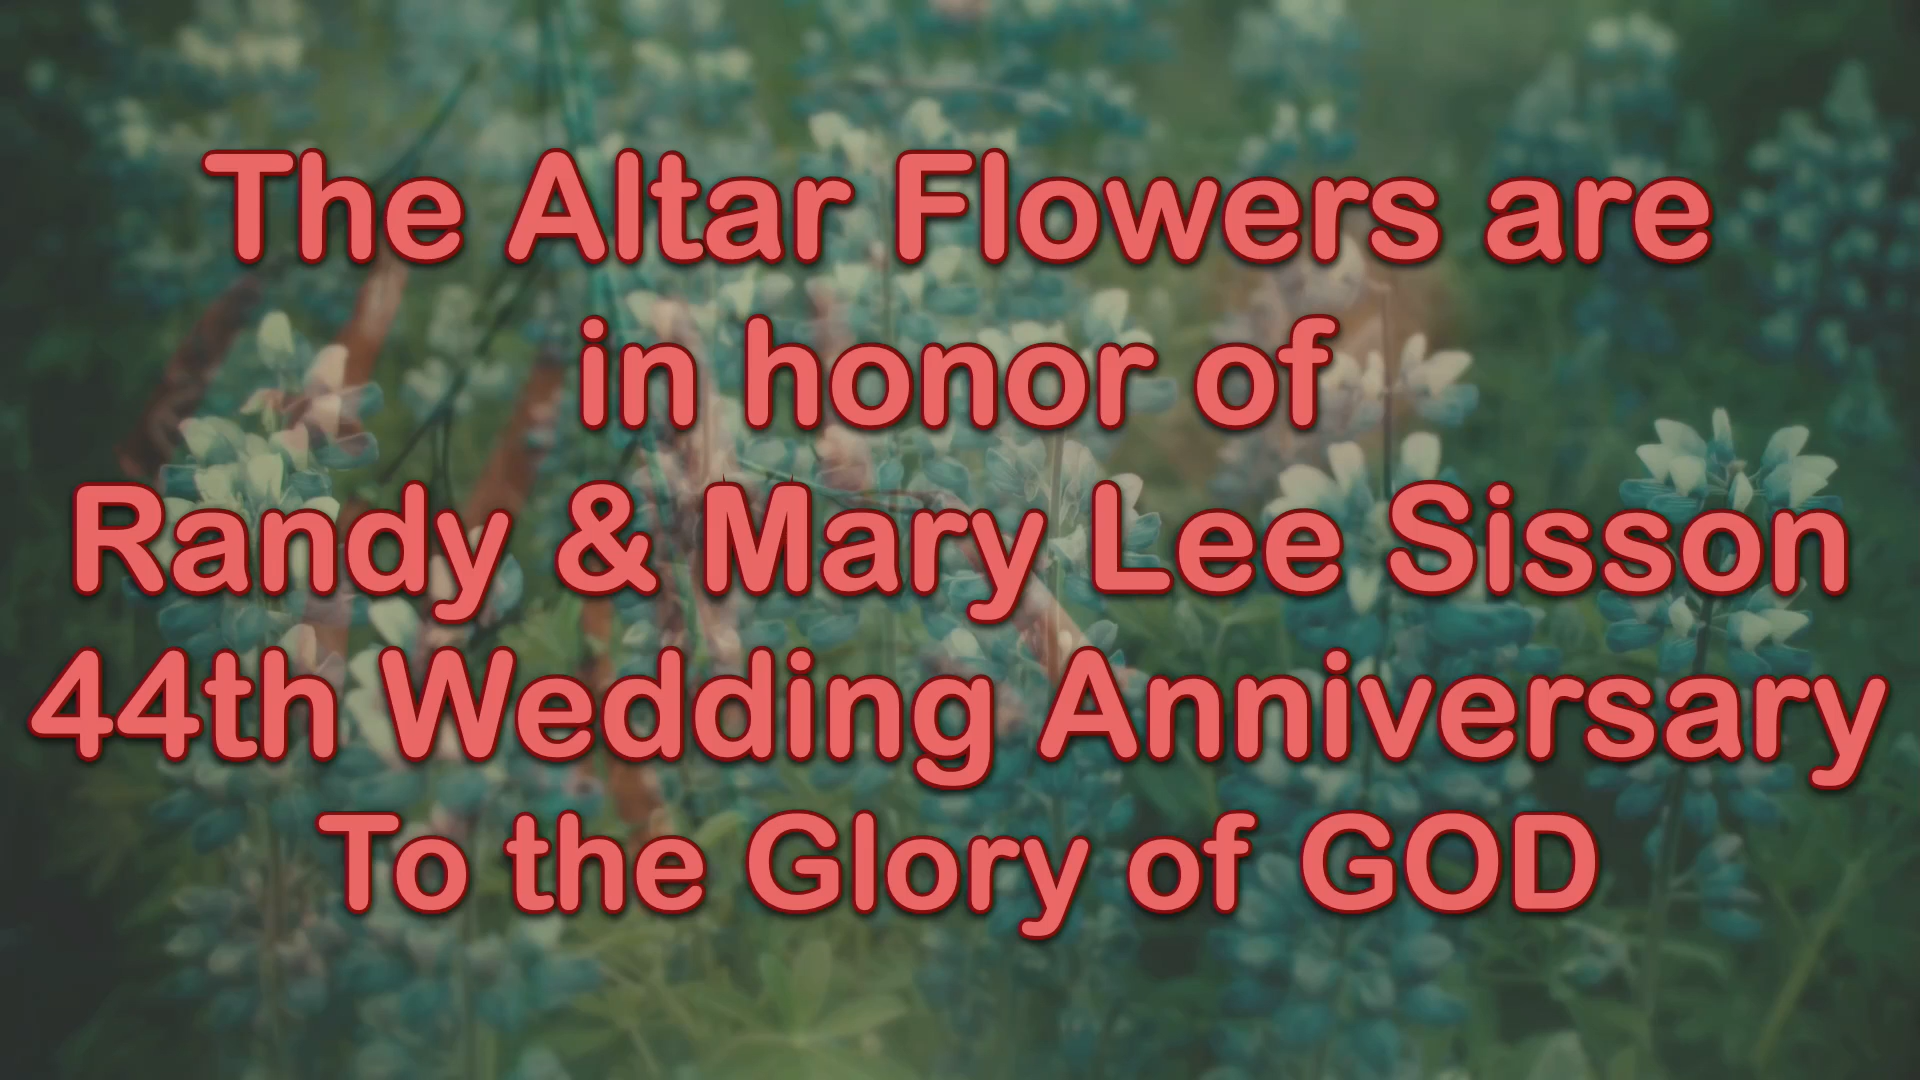 The Altar Flowers are
in honor of
Randy & Mary Lee Sisson
44th Wedding Anniversary
To the Glory of GOD